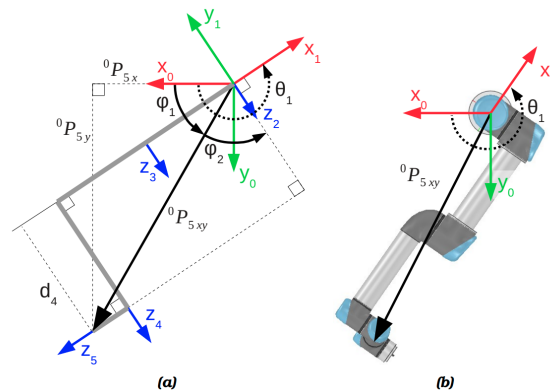 y₁
x₁
⁰P₅ₓ
x₀
θ₁
φ₁
z₂
⁰P₅y
φ₂
z₃
y₀
⁰P₅ₓy
d₄
z₄
z₅
(a)
x
x₀
θ₁
⁰P₅ₓy
y₀
(b)